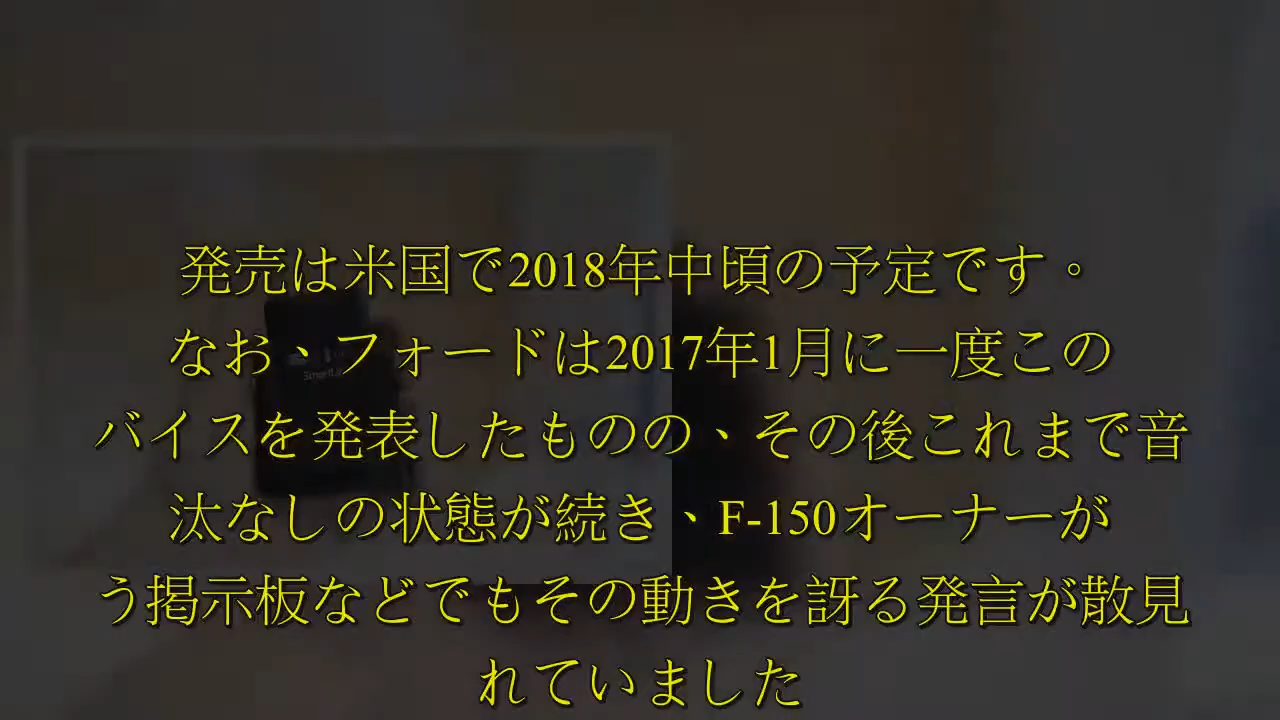 発売は米国で2018年中頃の予定です。
なお、フォードは2017年1月に一度この
バイスを発表したものの、その後これまで音
汰なしの状態が続き、F-150オーナーが
う掲示板などでもその動きを訝る発言が散見
れていました